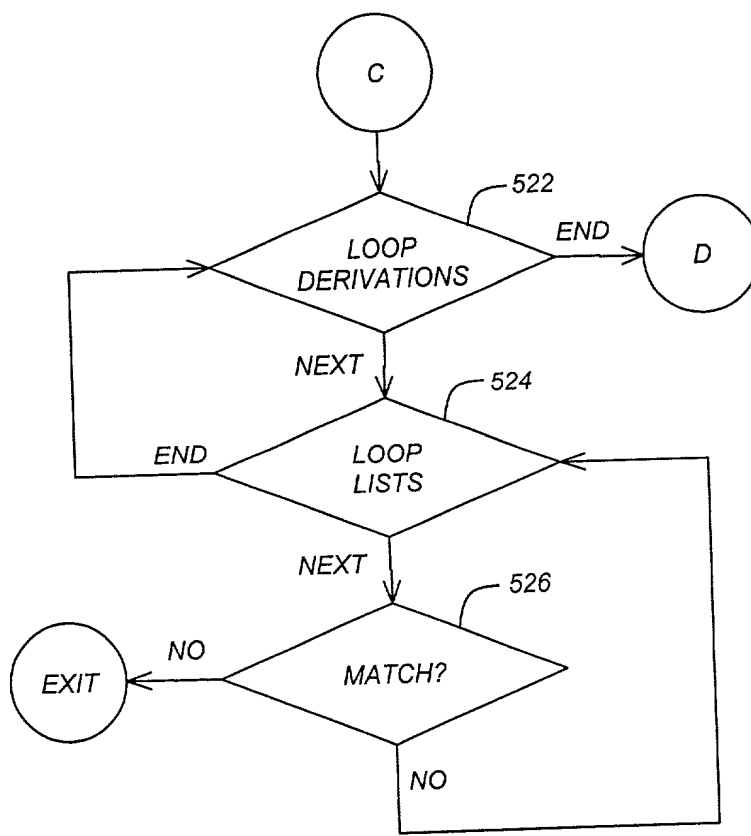 C
522
LOOP
DERIVATIONS
END
D
NEXT
524
END
LOOP
LISTS
NEXT
526
NO
EXIT
MATCH?
NO